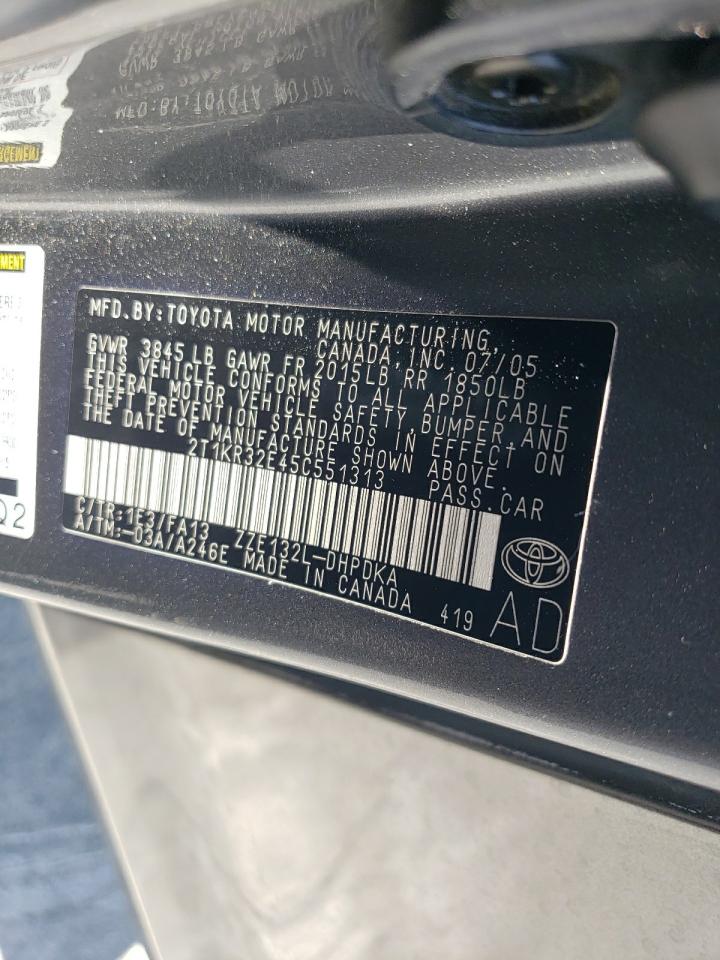 MFD.BY:TOYOTA MOTOR MANUFACTURING,
CANADA, INC. 07/05
GVWR 3845 LB GAWR FR 2015LB RR 1850LB
THIS VEHICLE CONFORMS TO ALL APPLICABLE
FEDERAL MOTOR VEHICLE SAFETY, BUMPER, AND
THEFT PREVENTION STANDARDS IN EFFECT ON
THE DATE OF MANUFACTURE SHOWN ABOVE.
2T1KR32E45C551313 PASS.CAR
C/TR:1E3/FA13 ZZE132L-DHPDKA
A/TM:-03A/A246E MADE IN CANADA
419 AD
MENT
Q2